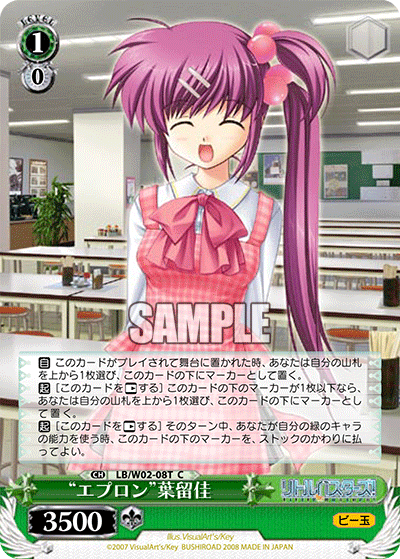 LEVEL
1
0
SAMPLE
自 このカードがプレイされて舞台に置かれた時、あなたは自分の山札
を上から1枚選び、このカードの下にマーカーとして置く。
起 [このカードを する] このカードの下のマーカーが1枚以下なら、
あなたは自分の山札を上から1枚選び、このカードの下にマーカーとし
て置く。
起 [このカードを する] そのターン中、あなたが自分の緑のキャラ
の能力を使う時、このカードの下のマーカーを、ストックのかわりに払
ってよい。
CH LB/W02-08T C
“エプロン”葉留佳
リトルバスターズ!
3500
ビー玉
Illus.VisualArt's/Key
©2007 VisualArt's/Key BUSHIROAD 2008 MADE IN JAPAN